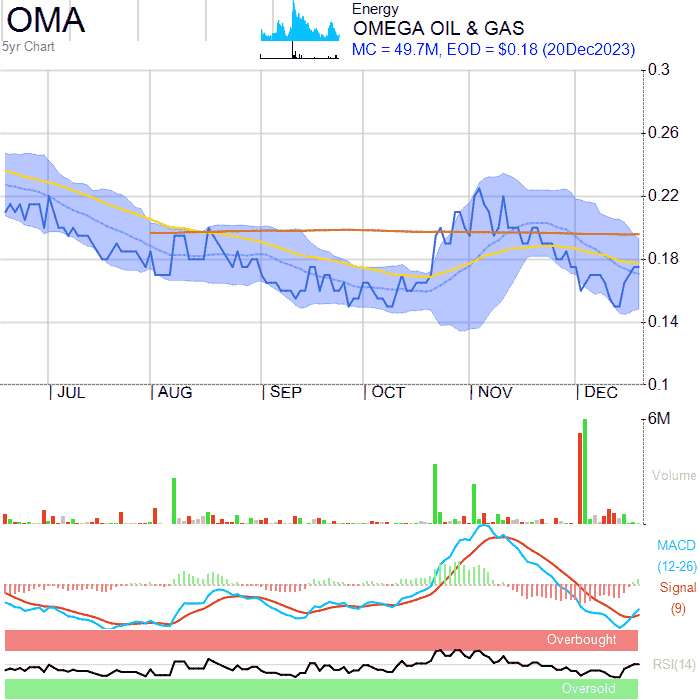 OMA
5yr Chart
Energy
OMEGA OIL & GAS
MC = 49.7M, EOD = $0.18 (20Dec2023)
0.3
0.26
0.22
0.18
0.14
0.1
JUL AUG SEP OCT NOV DEC
6M
Volume
MACD
(12-26)
Signal
(9)
Overbought
RSI(14)
Oversold